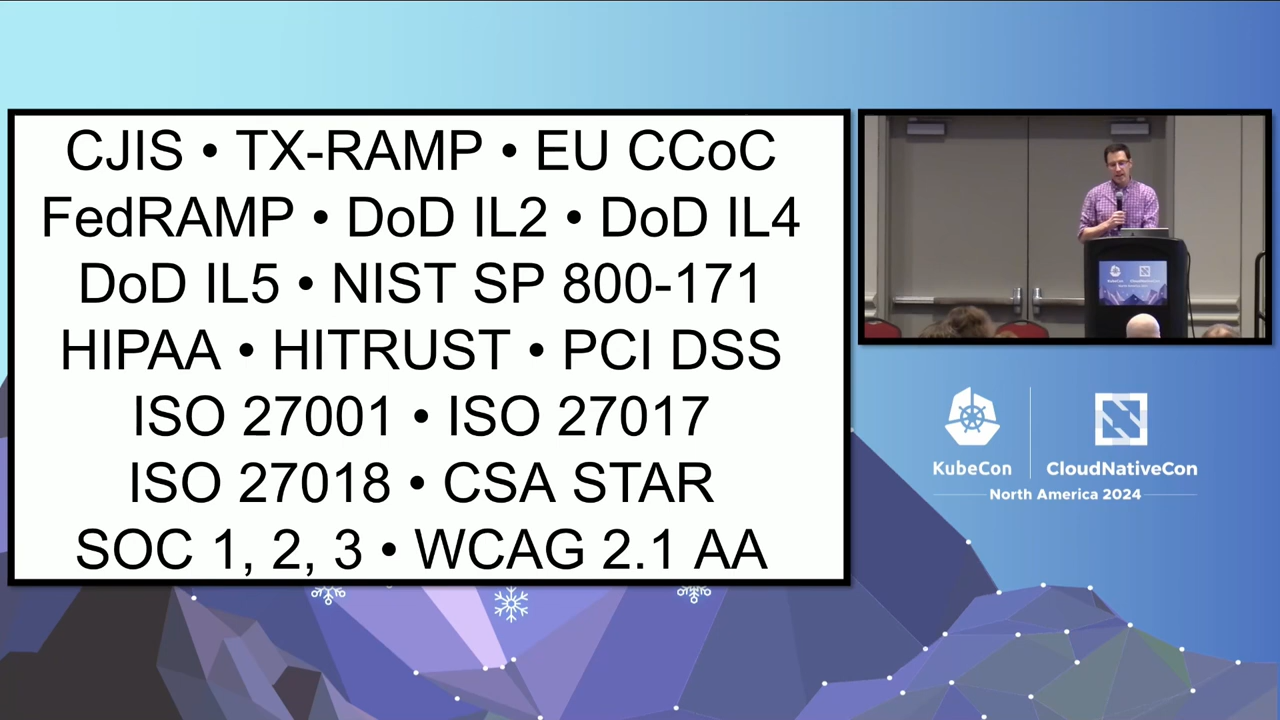 CJIS • TX-RAMP • EU CCoC
FedRAMP • DoD IL2 • DoD IL4
DoD IL5 • NIST SP 800-171
HIPAA • HITRUST • PCI DSS
ISO 27001 • ISO 27017
ISO 27018 • CSA STAR
SOC 1, 2, 3 • WCAG 2.1 AA
KubeCon CloudNativeCon
KubeCon
CloudNativeCon
North America 2024